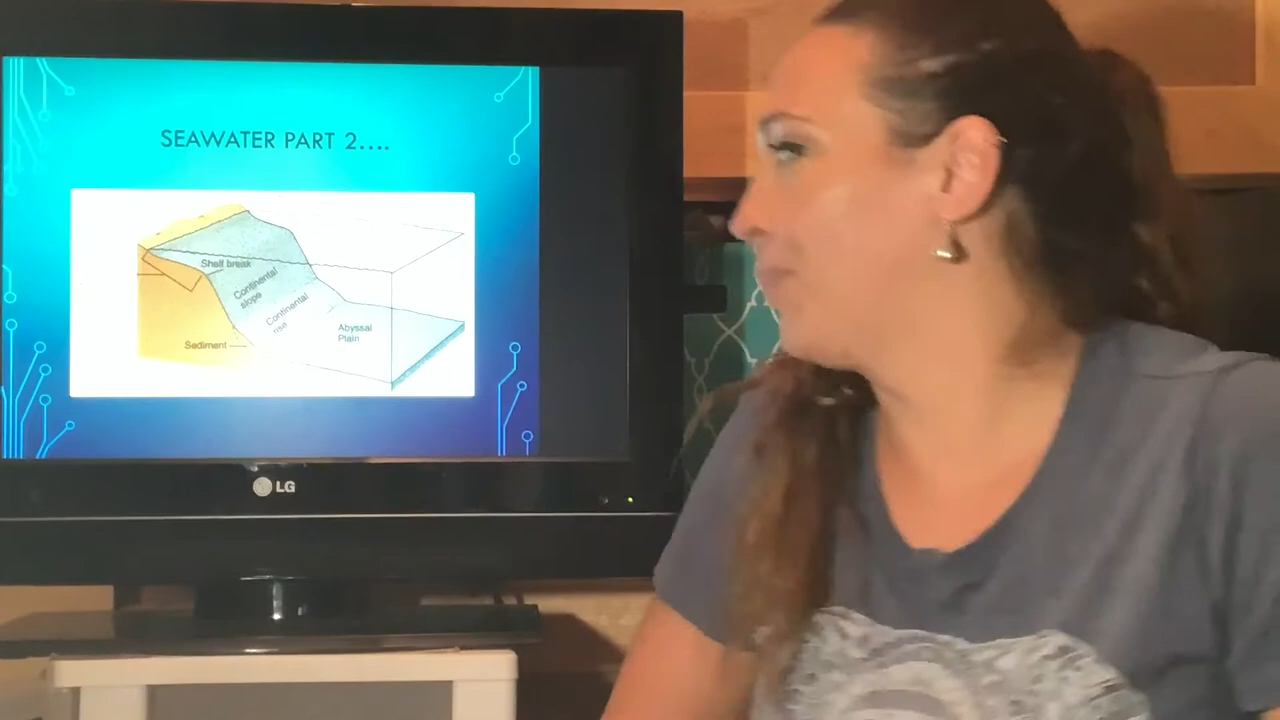 SEAWATER PART 2....
Shelf break
Continental
slope
Continental
rise
Abyssal
Plain
Sediment
LG